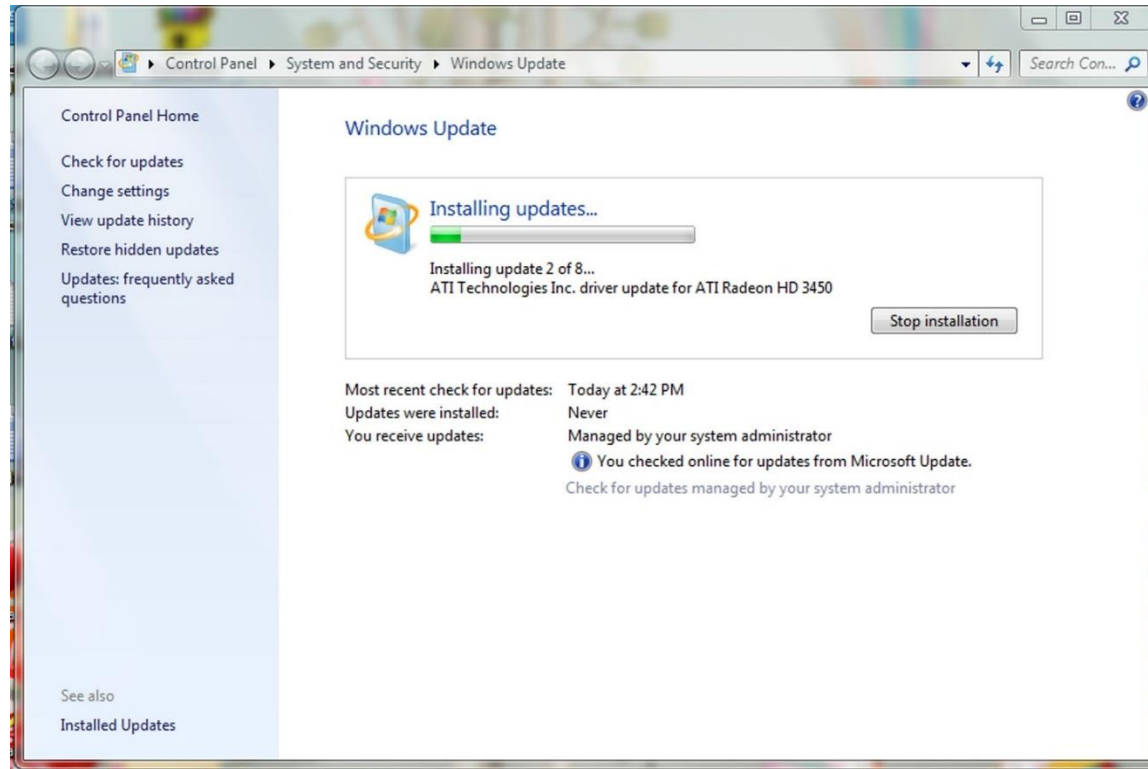 Control Panel System and Security Windows Update
Search Con...
Control Panel Home
Check for updates
Change settings
View update history
Restore hidden updates
Updates: frequently asked
questions
Windows Update
Installing updates...
Installing update 2 of 8...
ATI Technologies Inc. driver update for ATI Radeon HD 3450
Stop installation
Most recent check for updates: Today at 2:42 PM
Updates were installed: Never
You receive updates: Managed by your system administrator
You checked online for updates from Microsoft Update.
Check for updates managed by your system administrator
See also
Installed Updates